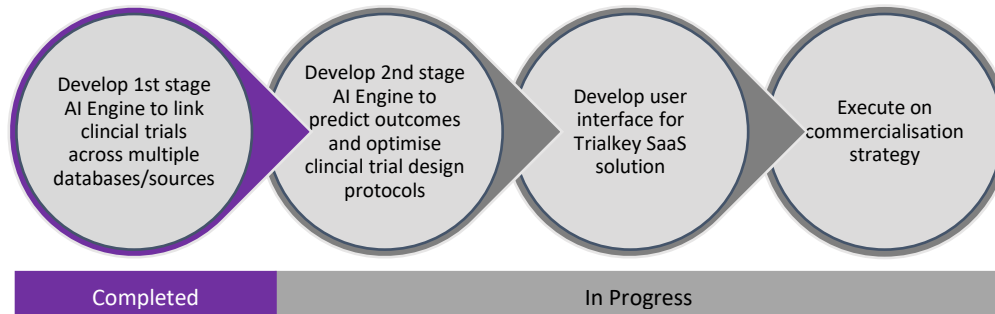 Develop 1st stage
AI Engine to link
clincial trials
across multiple
databases/sources
Develop 2nd stage
AI Engine to
predict outcomes
and optimise
clincial trial design
protocols
Develop user
interface for
Trialkey SaaS
solution
Execute on
commercialisation
strategy
Completed
In Progress